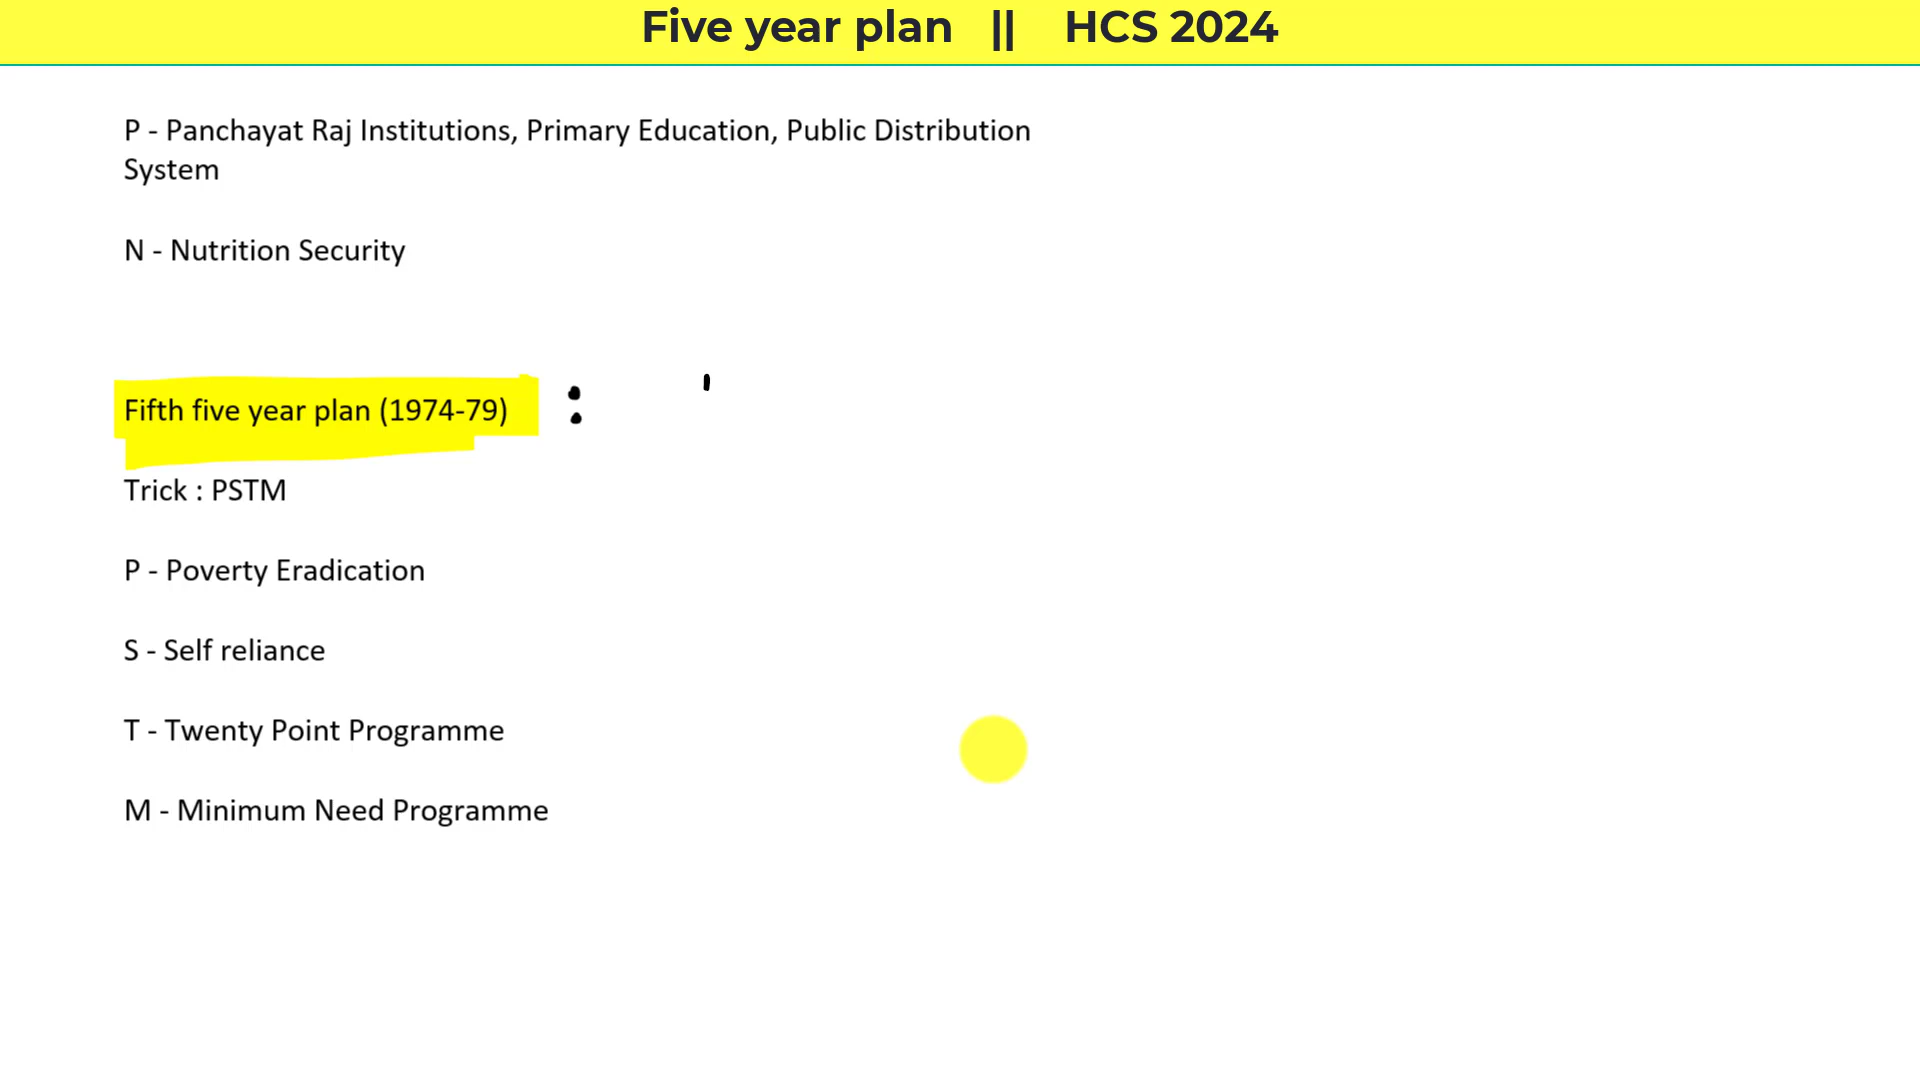 Five year plan || HCS 2024
P - Panchayat Raj Institutions, Primary Education, Public Distribution
System
N - Nutrition Security
Fifth five year plan (1974-79) :
Trick : PSTM
P - Poverty Eradication
S - Self reliance
T - Twenty Point Programme
M - Minimum Need Programme